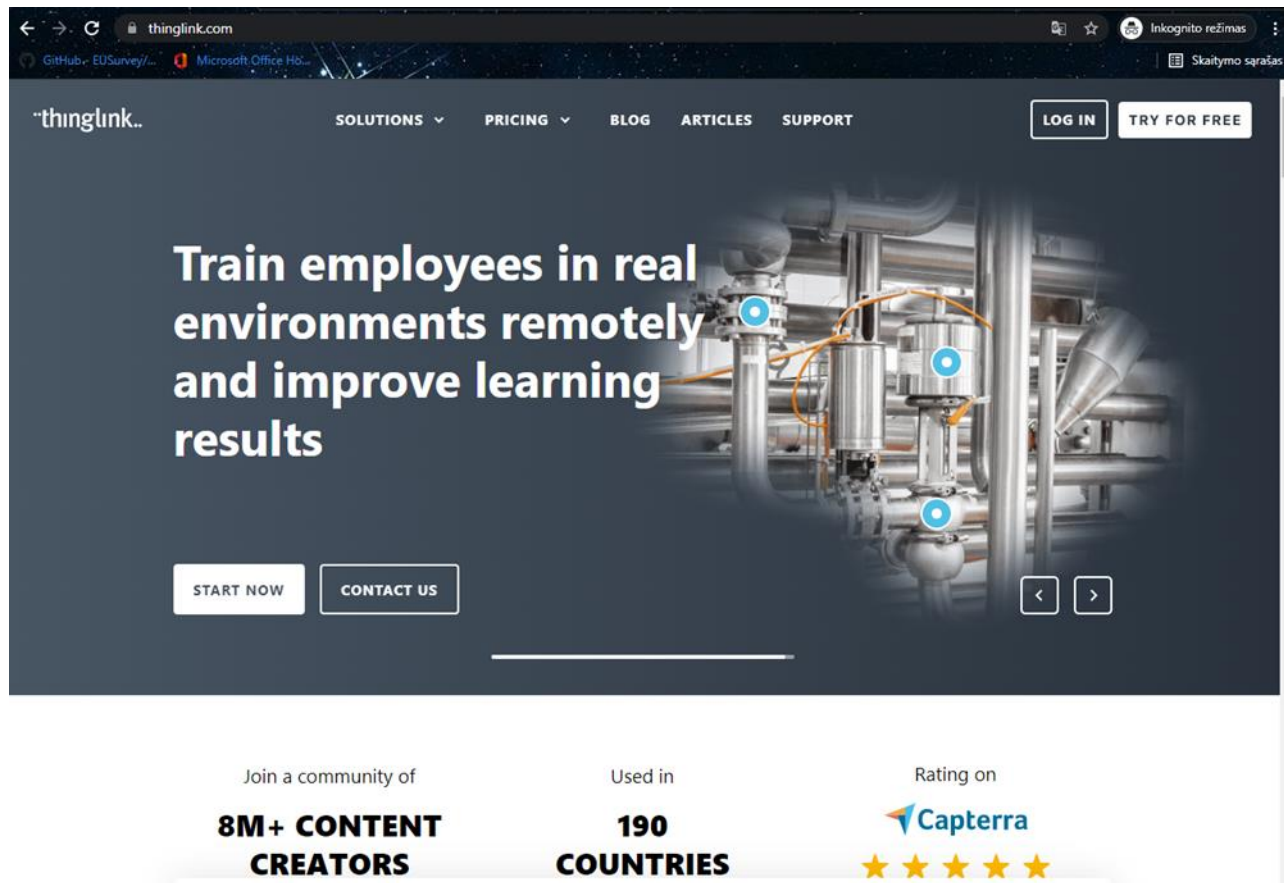 thinglink.com
Inkognito režimas
GitHub - EUSurvey/...
Microsoft Office Ho...
Skaitymo sąrašas
thinglink..
SOLUTIONS
PRICING
BLOG
ARTICLES
SUPPORT
LOG IN
TRY FOR FREE
Train employees in real
environments remotely
and improve learning
results
START NOW
CONTACT US
Join a community of
8M+ CONTENT
CREATORS
Used in
190
COUNTRIES
Rating on
Capterra